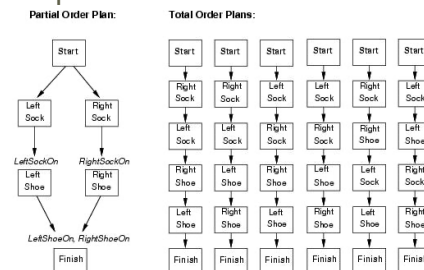 Partial Order Plan:
Start
Left Right
Sock Sock
LeftSockOn RightSockOn
Left Right
Shoe Shoe
LeftShoeOn, RightShoeOn
Finish
Total Order Plans:
Start Start Start Start Start Start
Right Right Left Left Right Left
Sock Sock Sock Sock Sock Sock
Left Left Right Right Right Left
Sock Sock Sock Sock Shoe Shoe
Right Left Right Left Left Right
Shoe Shoe Shoe Shoe Sock Sock
Left Right Left Right Left Right
Shoe Shoe Shoe Shoe Shoe Shoe
Finish Finish Finish Finish Finish Finish